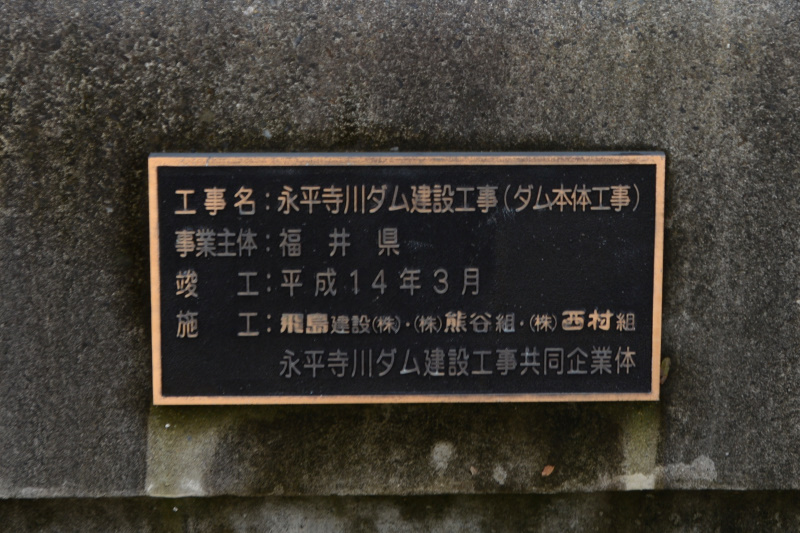 工事名：永平寺川ダム建設工事（ダム本体工事）
事業主体：福井県
竣工：平成14年3月
施工：飛島建設（株）・（株）熊谷組・（株）西村組
永平寺川ダム建設工事共同企業体